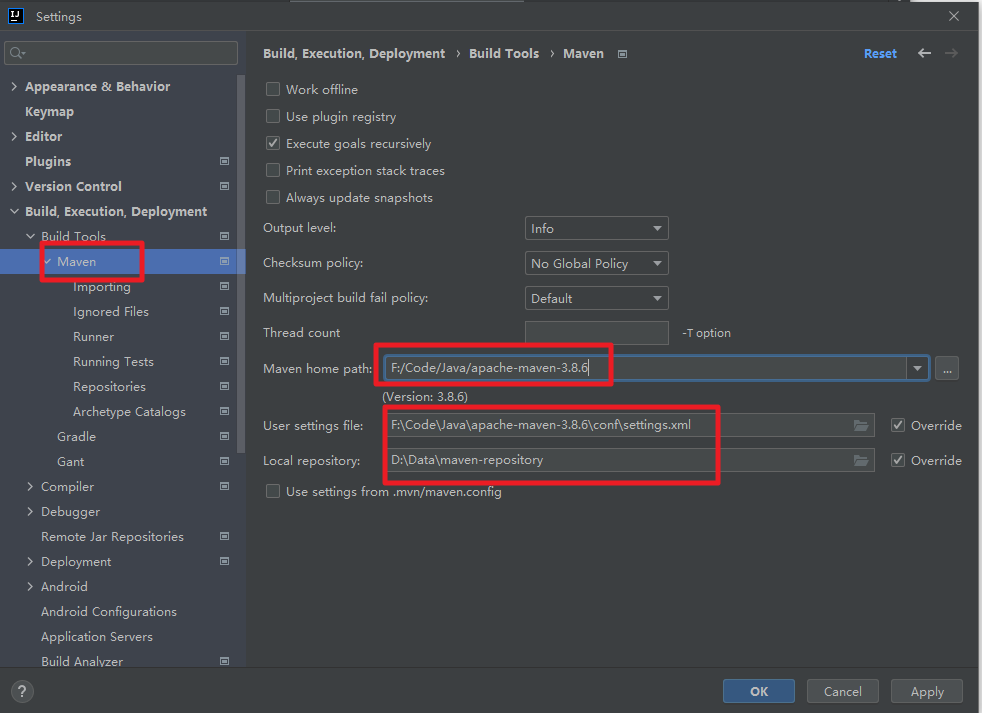 Settings
Appearance & Behavior
Keymap
Editor
Plugins
Version Control
Build, Execution, Deployment
Build Tools
Maven
Importing
Ignored Files
Runner
Running Tests
Repositories
Archetype Catalogs
Gradle
Gant
Compiler
Debugger
Remote Jar Repositories
Deployment
Android
Android Configurations
Application Servers
Build Analyzer
Build, Execution, Deployment › Build Tools › Maven
Reset
Work offline
Use plugin registry
Execute goals recursively
Print exception stack traces
Always update snapshots
Output level: Info
Checksum policy: No Global Policy
Multiproject build fail policy: Default
Thread count -T option
Maven home path: F:/Code/Java/apache-maven-3.8.6 ...
(Version: 3.8.6)
User settings file: F:\Code\Java\apache-maven-3.8.6\conf\settings.xml Override
Local repository: D:\Data\maven-repository Override
Use settings from .mvn/maven.config
? OK Cancel Apply